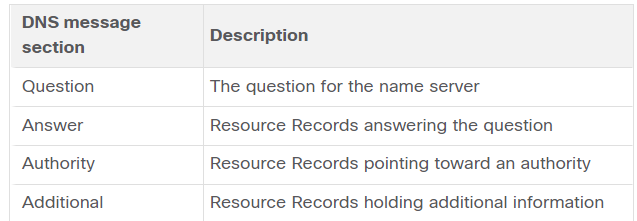 DNS message
section
Description
Question
The question for the name server
Answer
Resource Records answering the question
Authority
Resource Records pointing toward an authority
Additional
Resource Records holding additional information